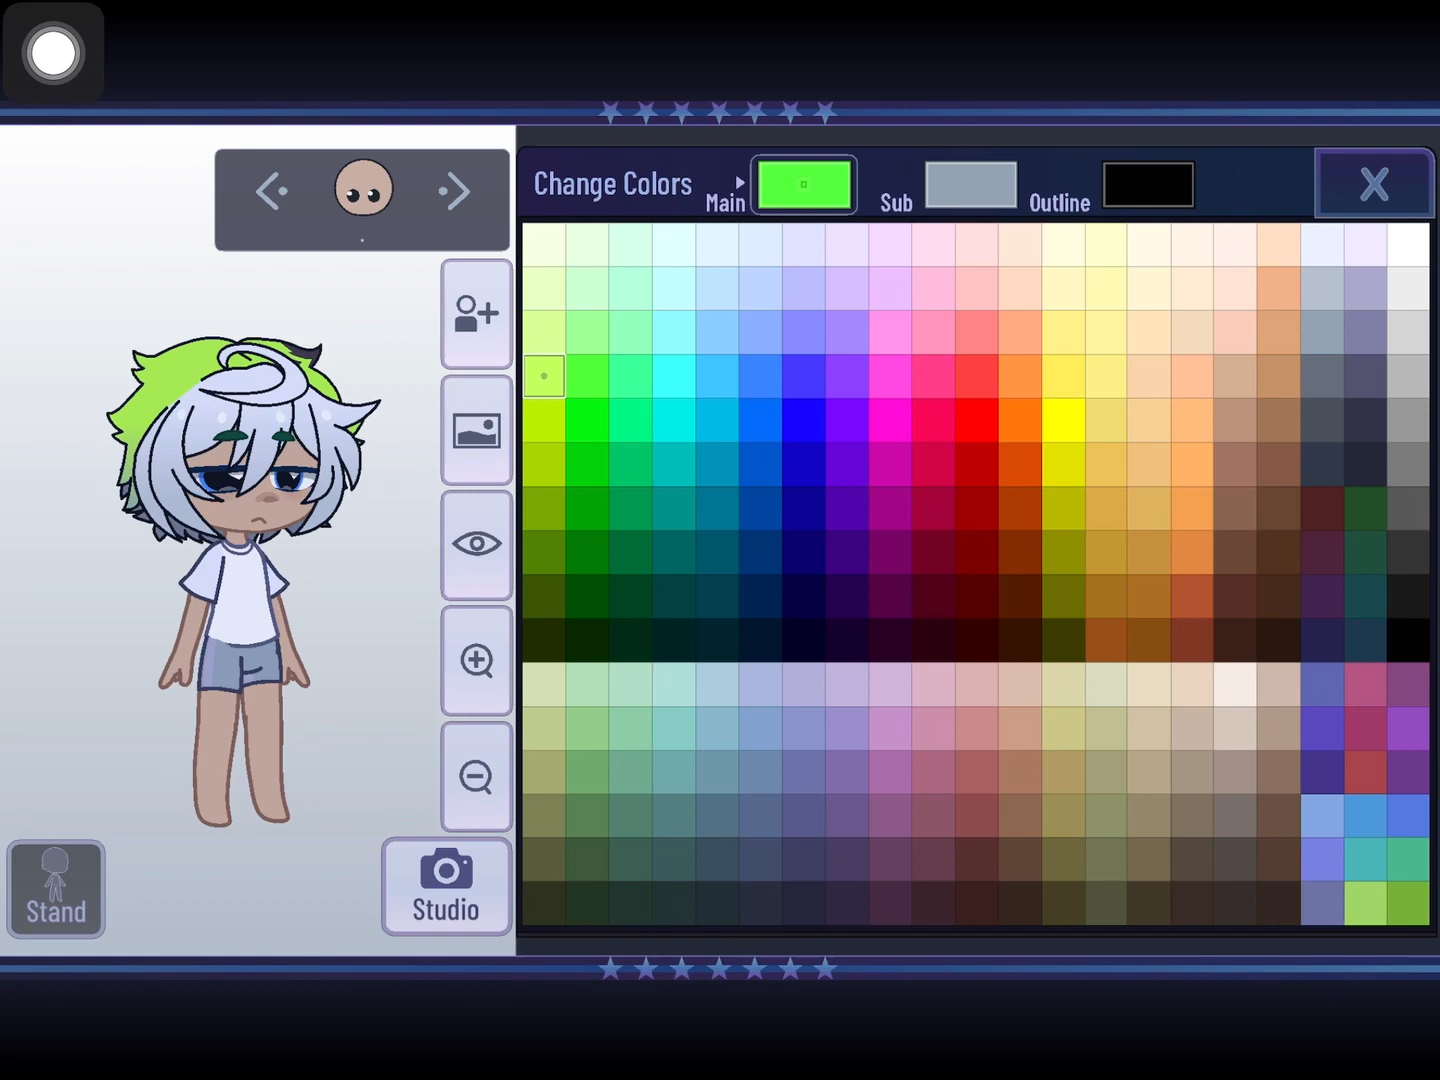 Change Colors
Main
Sub
Outline
X
Stand
Studio